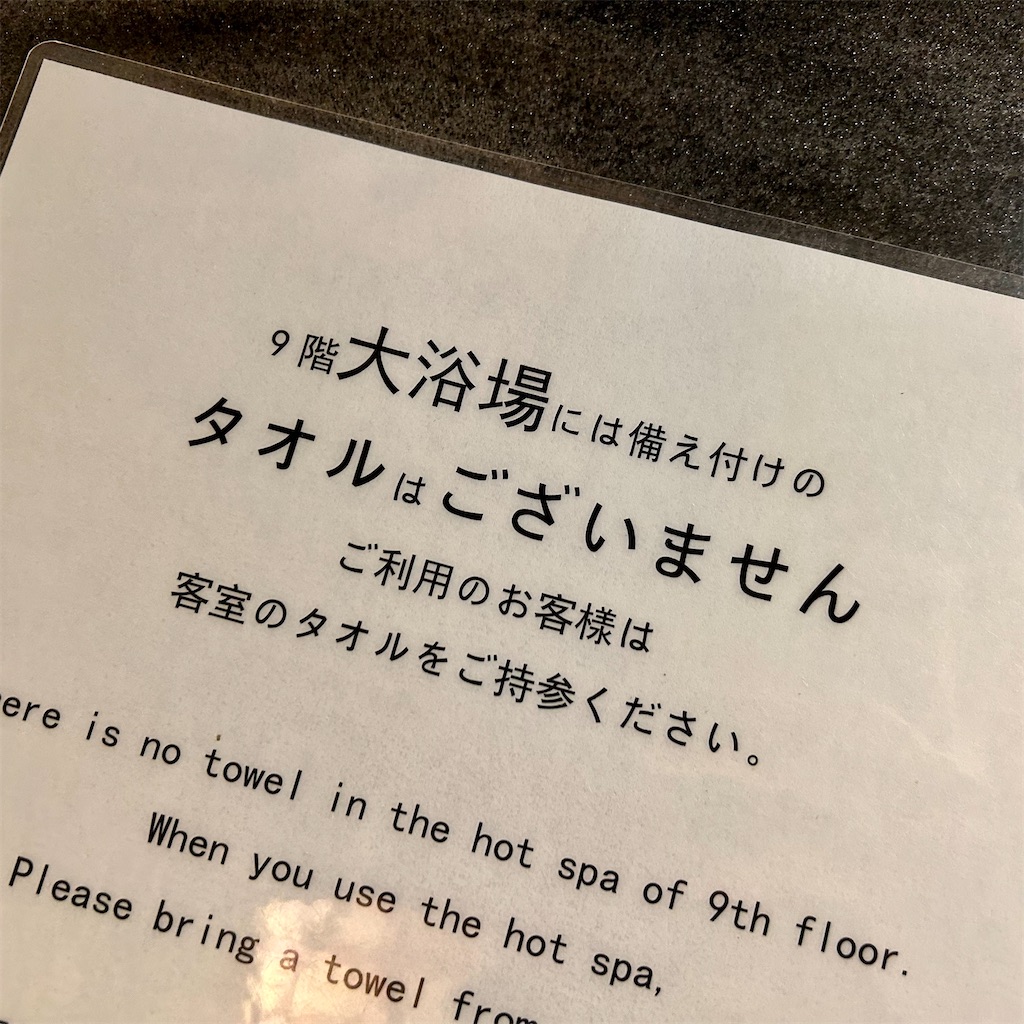 9階大浴場には備え付けの
タオルはございません
ご利用のお客様は
客室のタオルをご持参ください。
is no towel in the hot spa of 9th floor.
When you use the hot spa,
Please bring a towel from